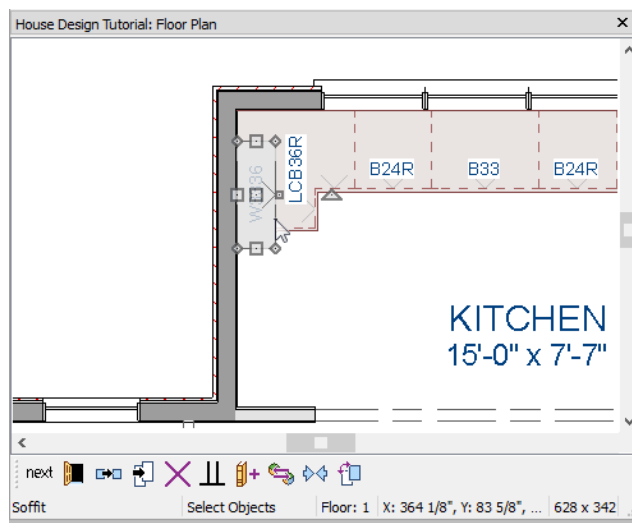 House Design Tutorial: Floor Plan
LCB36R
B24R
B33
B24R
KITCHEN
15'-0" x 7'-7"
next
Soffit
Select Objects
Floor: 1
X: 364 1/8", Y: 83 5/8", ...
628 x 342